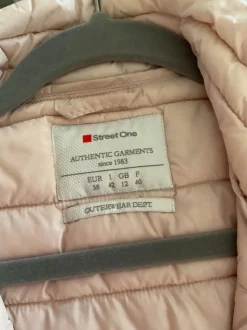 Street One
AUTHENTIC GARMENTS
since 1983
EUR I GB F
38 42 12 40
OUTERWEAR DEPT.